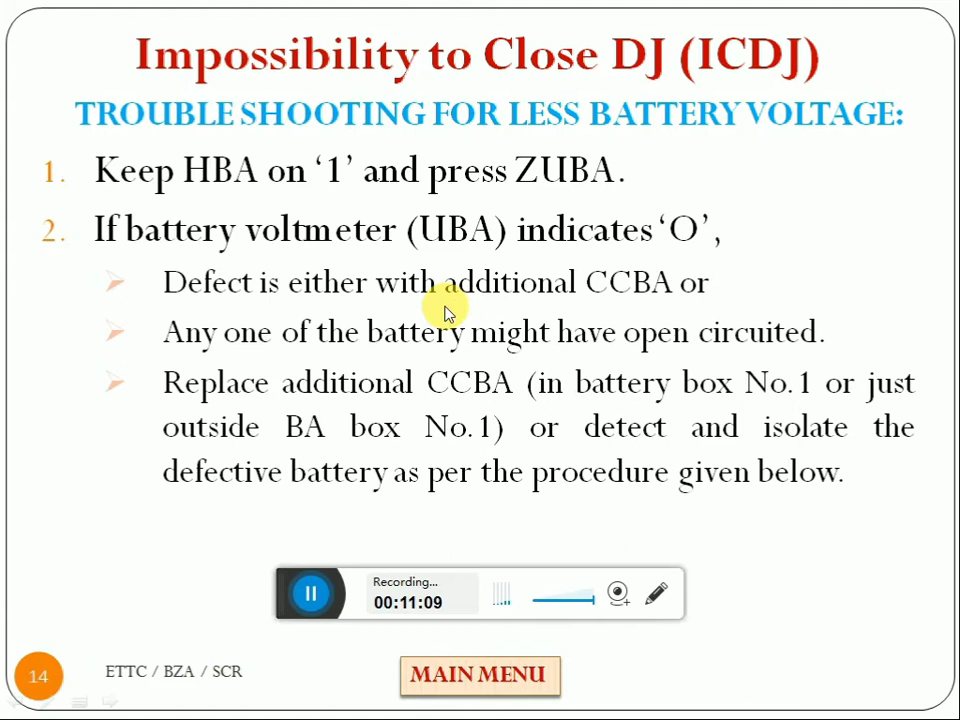 Impossibility to Close DJ (ICDJ)
TROUBLE SHOOTING FOR LESS BATTERY VOLTAGE:
1. Keep HBA on ‘1’ and press ZUBA.
2. If battery voltmeter (UBA) indicates ‘O’,
Defect is either with additional CCBA or
Any one of the battery might have open circuited.
Replace additional CCBA (in battery box No.1 or just
outside BA box No.1) or detect and isolate the
defective battery as per the procedure given below.
Recording...
00:11:09
14
ETTC / BZA / SCR
MAIN MENU